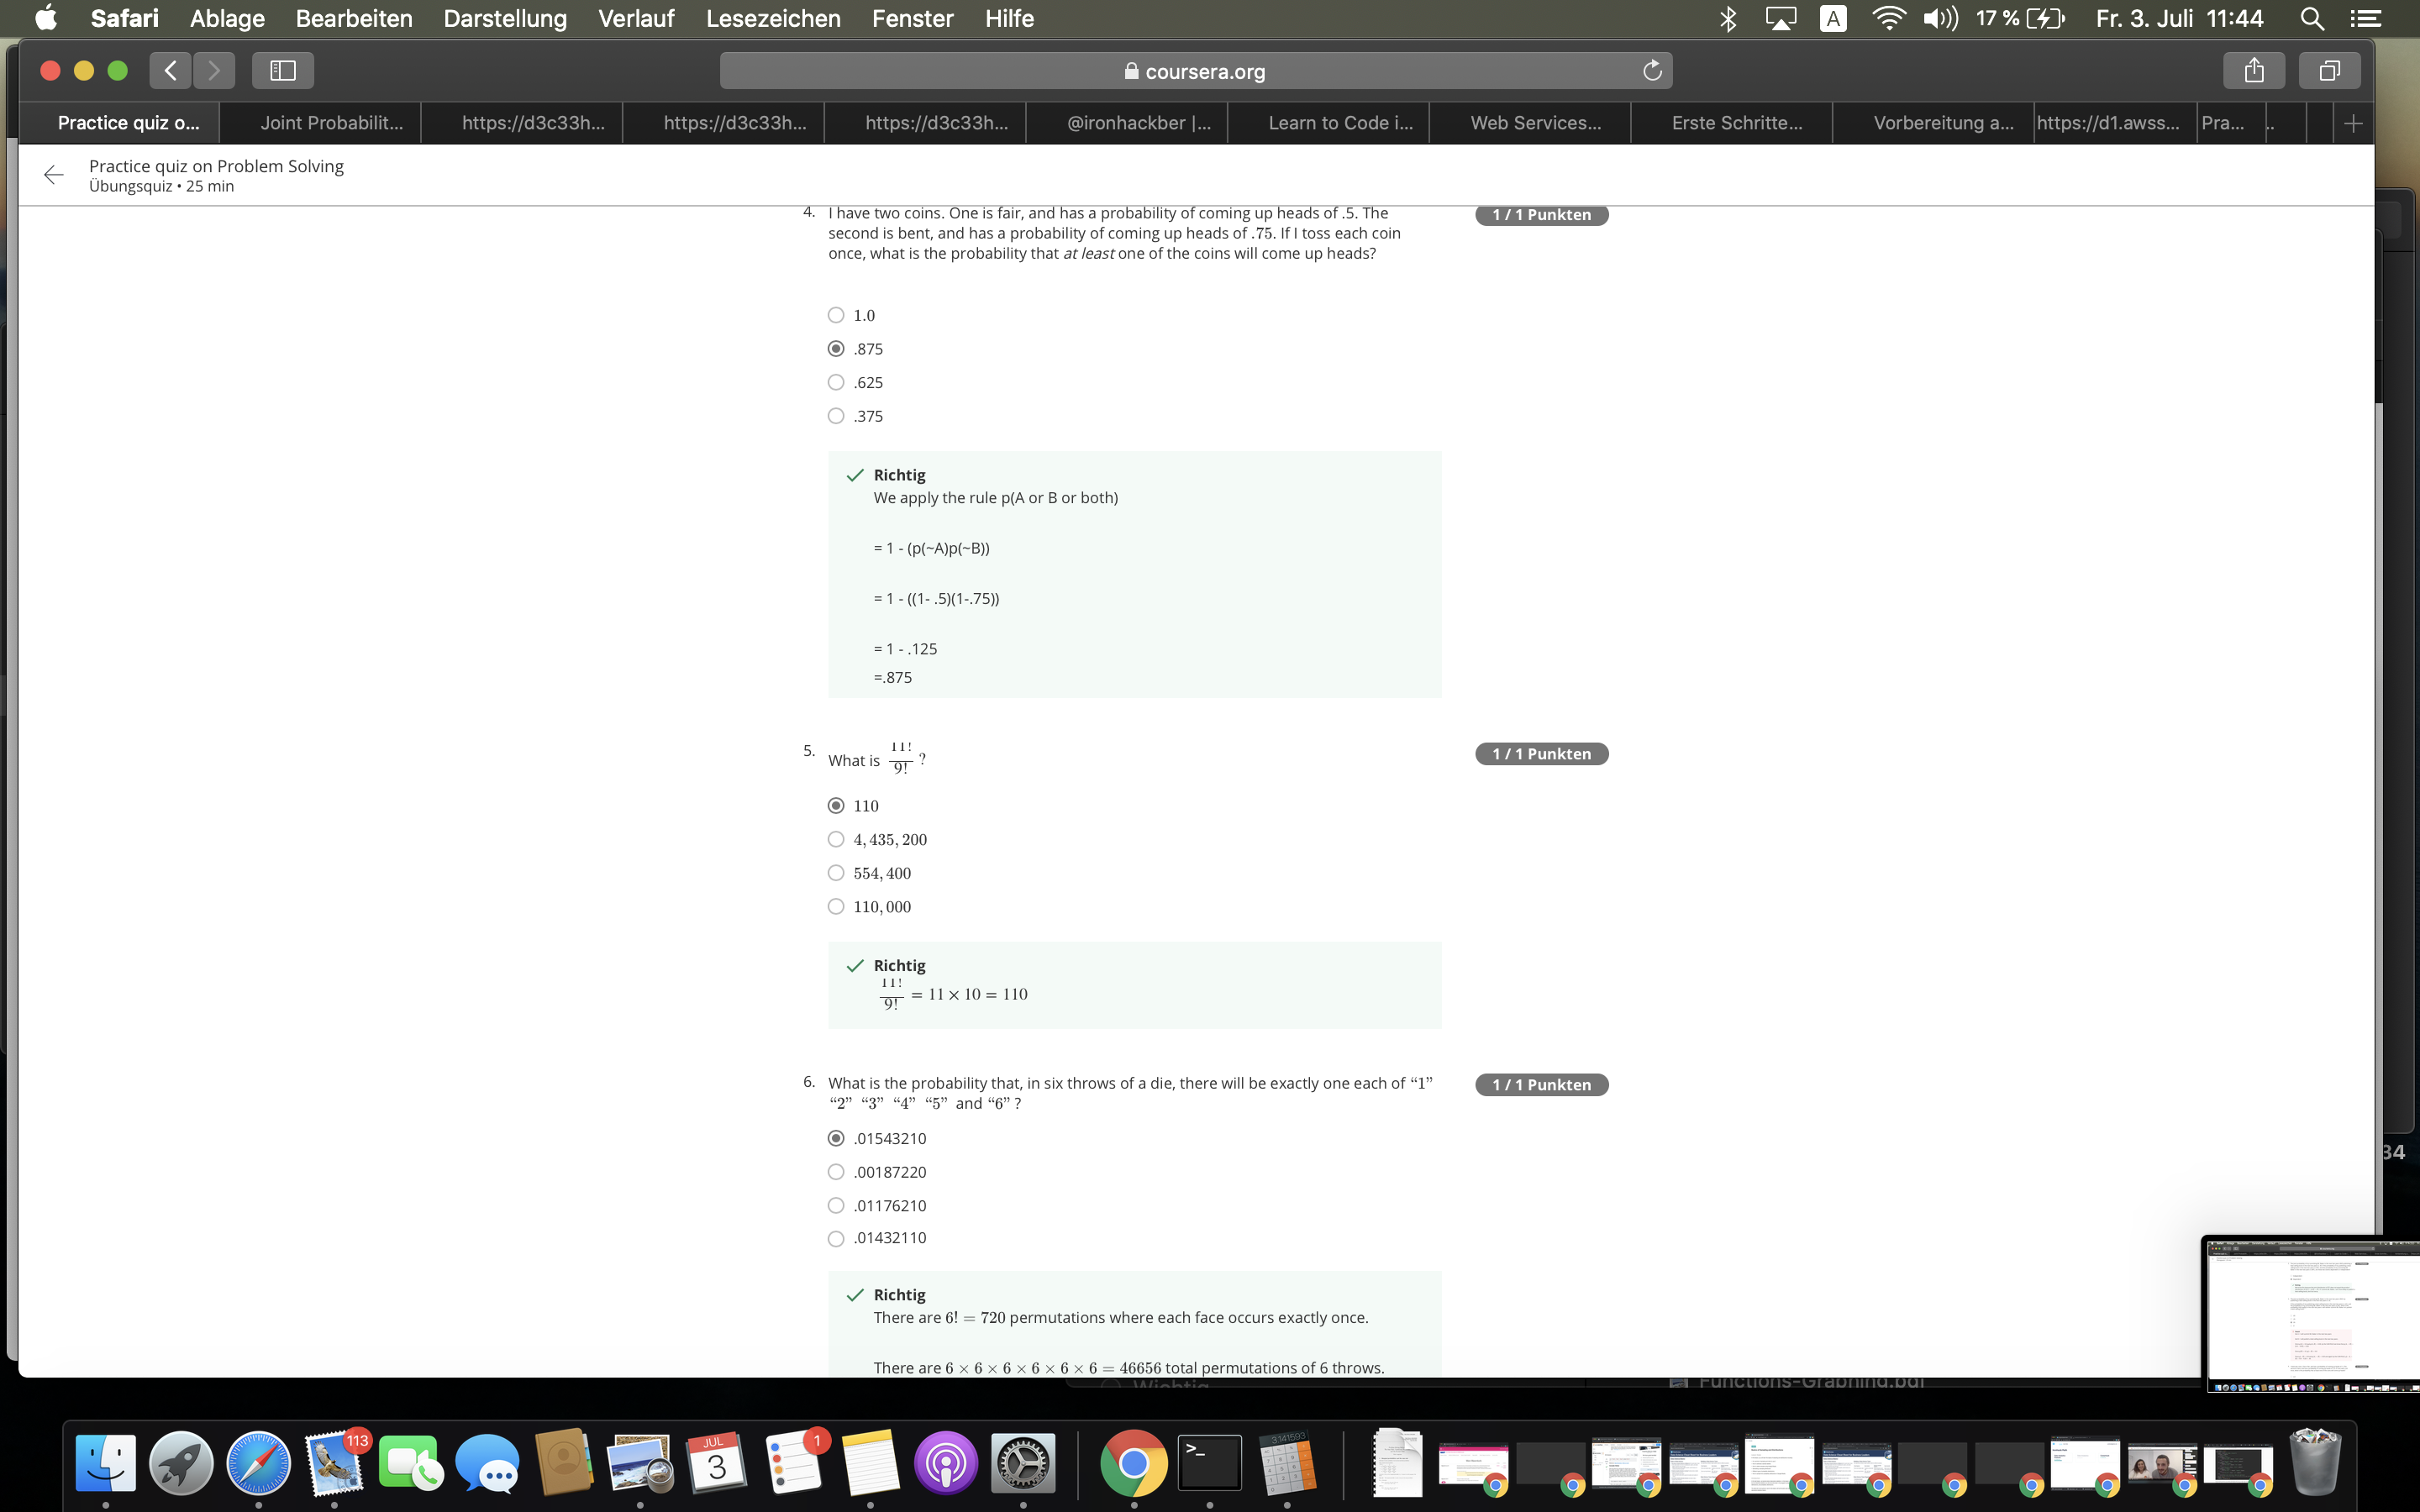 Safari Ablage Bearbeiten Darstellung Verlauf Lesezeichen Fenster Hilfe A 17 % Fr. 3. Juli 11:44
coursera.org
Practice quiz o... Joint Probabilit... https://d3c33h... https://d3c33h... https://d3c33h... @ironhackber |... Learn to Code i... Web Services... Erste Schritte... Vorbereitung a... https://d1.awss... Pra... ..
Practice quiz on Problem Solving
Übungsquiz • 25 min
4. I have two coins. One is fair, and has a probability of coming up heads of .5. The 1 / 1 Punkten
second is bent, and has a probability of coming up heads of .75. If I toss each coin
once, what is the probability that at least one of the coins will come up heads?
1.0
.875
.625
.375
Richtig
We apply the rule p(A or B or both)
= 1 - (p(~A)p(~B))
= 1 - ((1- .5)(1-.75))
= 1 - .125
=.875
5. What is 11!/9! ? 1 / 1 Punkten
110
4, 435, 200
554, 400
110, 000
Richtig
11!/9! = 11 × 10 = 110
6. What is the probability that, in six throws of a die, there will be exactly one each of “1” 1 / 1 Punkten
“2” “3” “4” “5” and “6” ?
.01543210
.00187220
.01176210
.01432110
Richtig
There are 6! = 720 permutations where each face occurs exactly once.
There are 6 × 6 × 6 × 6 × 6 × 6 = 46656 total permutations of 6 throws.
34
Wichtig Functions-Graphing.pdf
113
JUL
3
1
>_
3,141593